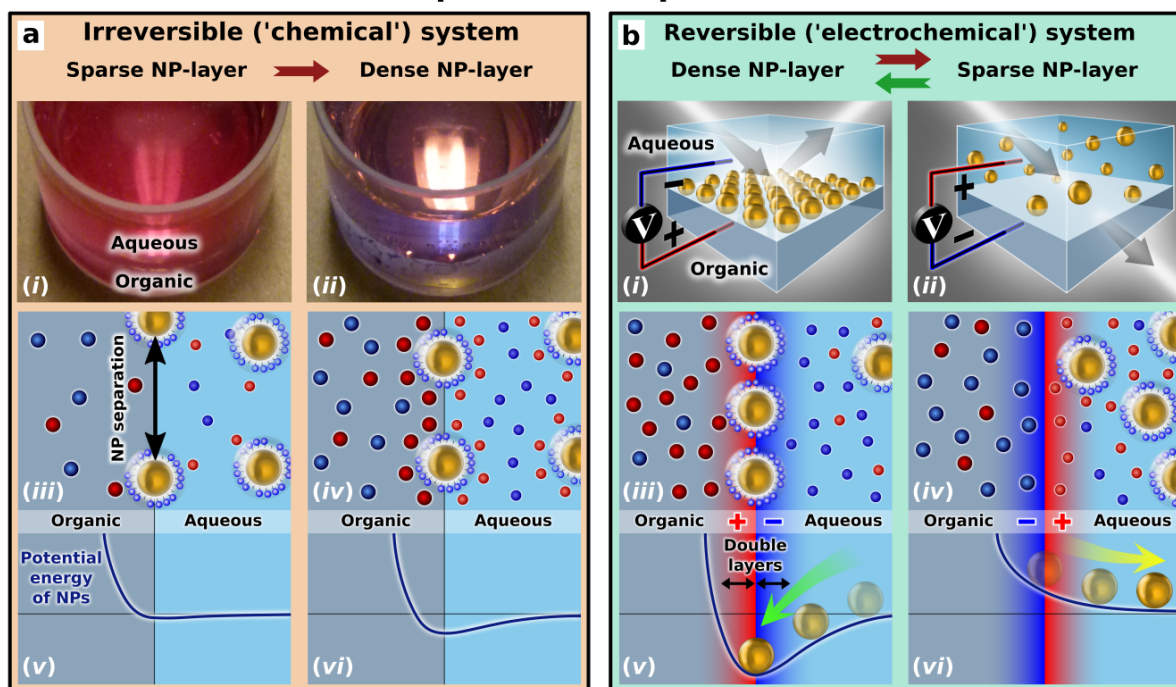 a
Irreversible ('chemical') system
Sparse NP-layer
Dense NP-layer
Aqueous
Organic
(i)
(ii)
NP separation
(iii)
(iv)
Organic
Aqueous
Organic
Aqueous
Potential
energy
of NPs
(v)
(vi)
b
Reversible ('electrochemical') system
Dense NP-layer
Sparse NP-layer
Aqueous
−
V
+
Organic
(i)
+
V
−
(ii)
(iii)
(iv)
Organic + − Aqueous
Organic − + Aqueous
Double
layers
(v)
(vi)